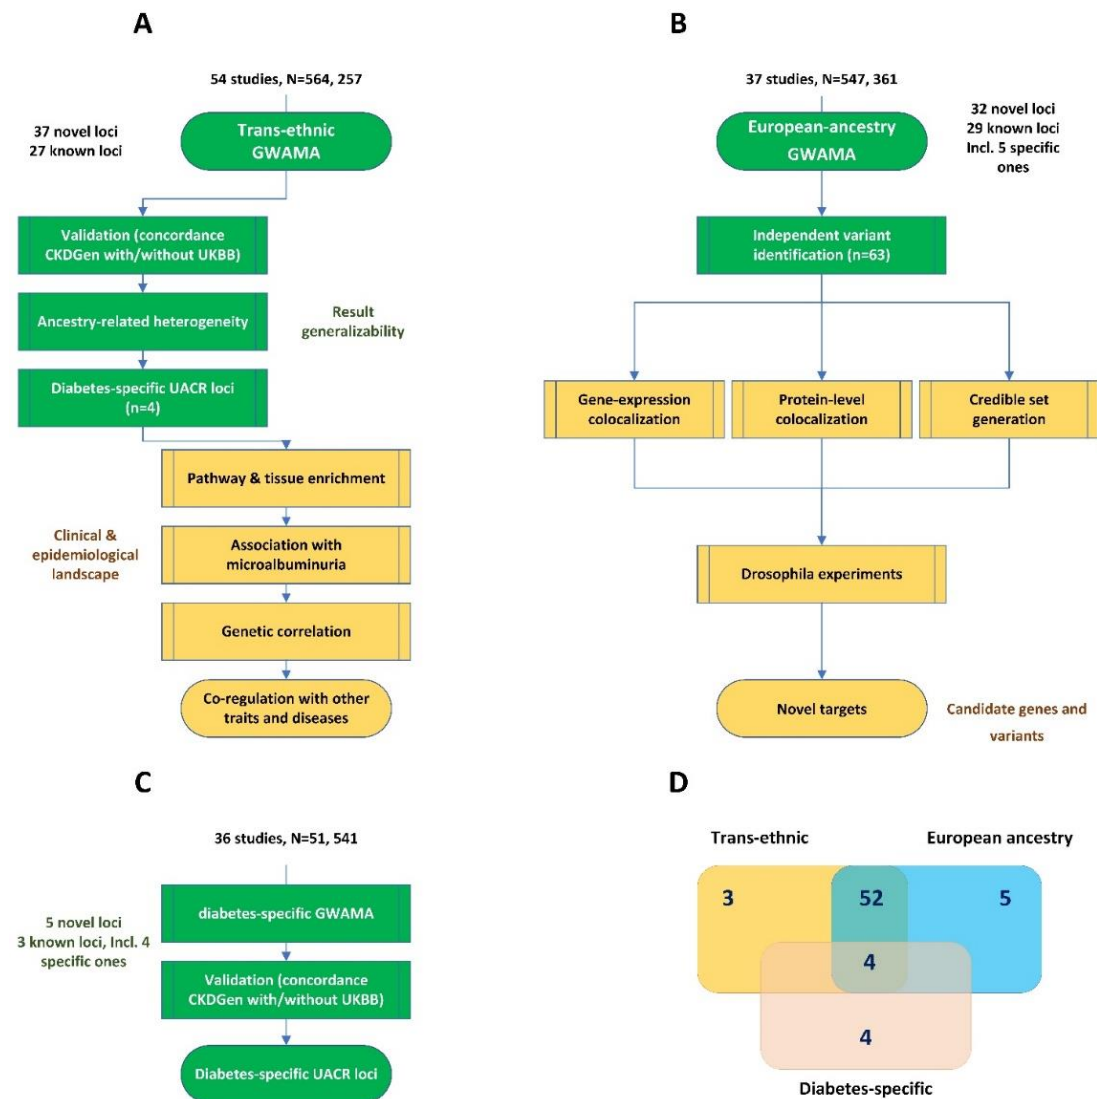 A
54 studies, N=564, 257
37 novel loci
27 known loci
Trans-ethnic
GWAMA
Validation (concordance
CKDGen with/without UKBB)
Ancestry-related heterogeneity
Result
generalizability
Diabetes-specific UACR loci
(n=4)
Pathway & tissue enrichment
Clinical &
epidemiological
landscape
Association with
microalbuminuria
Genetic correlation
Co-regulation with other
traits and diseases
B
37 studies, N=547, 361
European-ancestry
GWAMA
32 novel loci
29 known loci
Incl. 5 specific
ones
Independent variant
identification (n=63)
Gene-expression
colocalization
Protein-level
colocalization
Credible set
generation
Drosophila experiments
Novel targets
Candidate genes and
variants
C
36 studies, N=51, 541
diabetes-specific GWAMA
5 novel loci
3 known loci, Incl. 4
specific ones
Validation (concordance
CKDGen with/without UKBB)
Diabetes-specific UACR loci
D
Trans-ethnic
European ancestry
3
52
5
4
4
Diabetes-specific